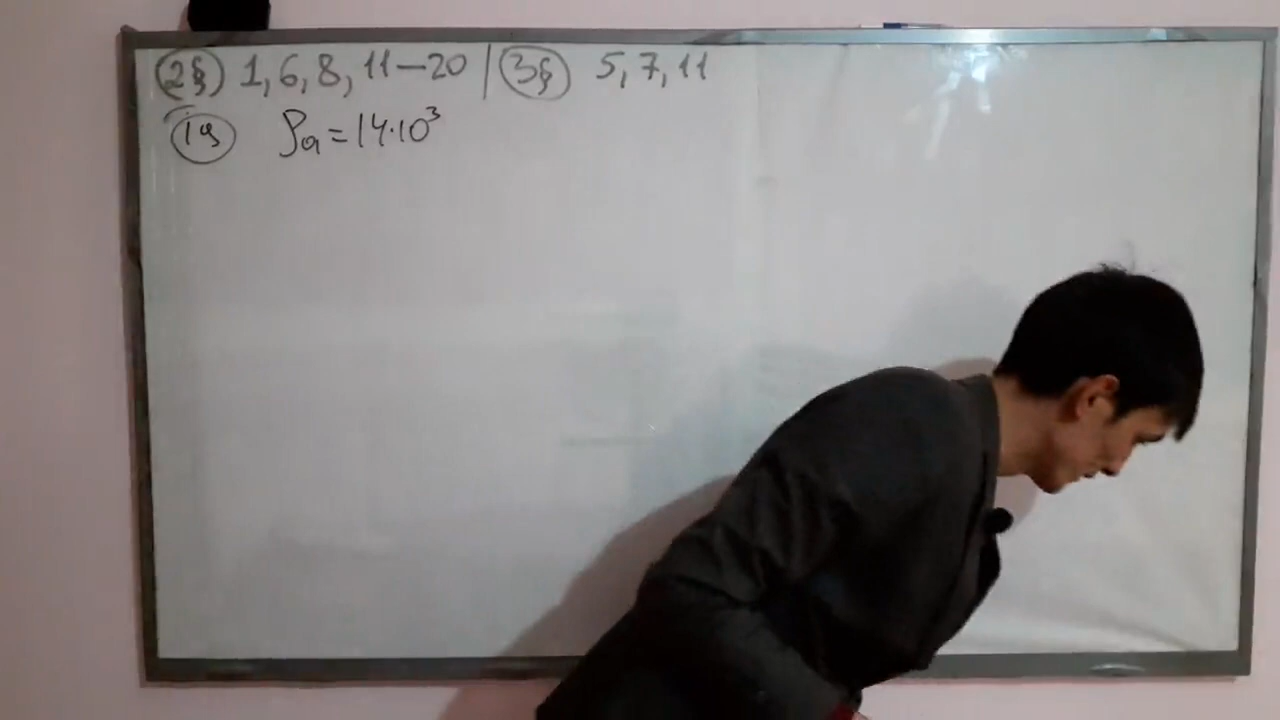 2§) 1, 6, 8, 11—20 | 3§) 5, 7, 11
19 ρa = 14·10³